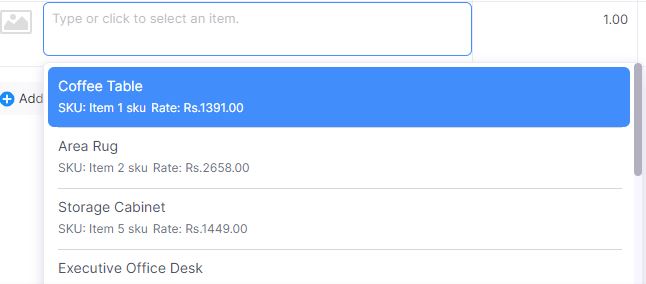 Type or click to select an item.
1.00
Add
Coffee Table
SKU: Item 1 sku Rate: Rs.1391.00
Area Rug
SKU: Item 2 sku Rate: Rs.2658.00
Storage Cabinet
SKU: Item 5 sku Rate: Rs.1449.00
Executive Office Desk